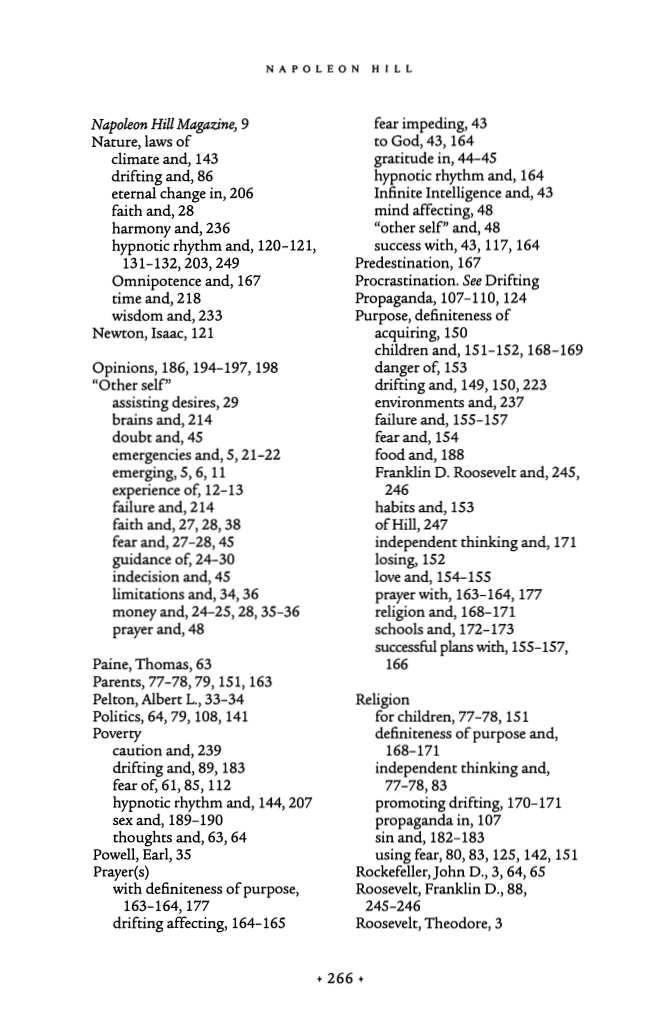 NAPOLEON HILL
Napoleon Hill Magazine, 9
Nature, laws of
climate and, 143
drifting and, 86
eternal change in, 206
faith and, 28
harmony and, 236
hypnotic rhythm and, 120–121,
131–132, 203, 249
Omnipotence and, 167
time and, 218
wisdom and, 233
Newton, Isaac, 121
Opinions, 186, 194–197, 198
“Other self”
assisting desires, 29
brains and, 214
doubt and, 45
emergencies and, 5, 21–22
emerging, 5, 6, 11
experience of, 12–13
failure and, 214
faith and, 27, 28, 38
fear and, 27–28, 45
guidance of, 24–30
indecision and, 45
limitations and, 34, 36
money and, 24–25, 28, 35–36
prayer and, 48
Paine, Thomas, 63
Parents, 77–78, 79, 151, 163
Pelton, Albert L., 33–34
Politics, 64, 79, 108, 141
Poverty
caution and, 239
drifting and, 89, 183
fear of, 61, 85, 112
hypnotic rhythm and, 144, 207
sex and, 189–190
thoughts and, 63, 64
Powell, Earl, 35
Prayer(s)
with definiteness of purpose,
163–164, 177
drifting affecting, 164–165
fear impeding, 43
to God, 43, 164
gratitude in, 44–45
hypnotic rhythm and, 164
Infinite Intelligence and, 43
mind affecting, 48
“other self” and, 48
success with, 43, 117, 164
Predestination, 167
Procrastination. See Drifting
Propaganda, 107–110, 124
Purpose, definiteness of
acquiring, 150
children and, 151–152, 168–169
danger of, 153
drifting and, 149, 150, 223
environments and, 237
failure and, 155–157
fear and, 154
food and, 188
Franklin D. Roosevelt and, 245,
246
habits and, 153
of Hill, 247
independent thinking and, 171
losing, 152
love and, 154–155
prayer with, 163–164, 177
religion and, 168–171
schools and, 172–173
successful plans with, 155–157,
166
Religion
for children, 77–78, 151
definiteness of purpose and,
168–171
independent thinking and,
77–78, 83
promoting drifting, 170–171
propaganda in, 107
sin and, 182–183
using fear, 80, 83, 125, 142, 151
Rockefeller, John D., 3, 64, 65
Roosevelt, Franklin D., 88,
245–246
Roosevelt, Theodore, 3
♦ 266 ♦